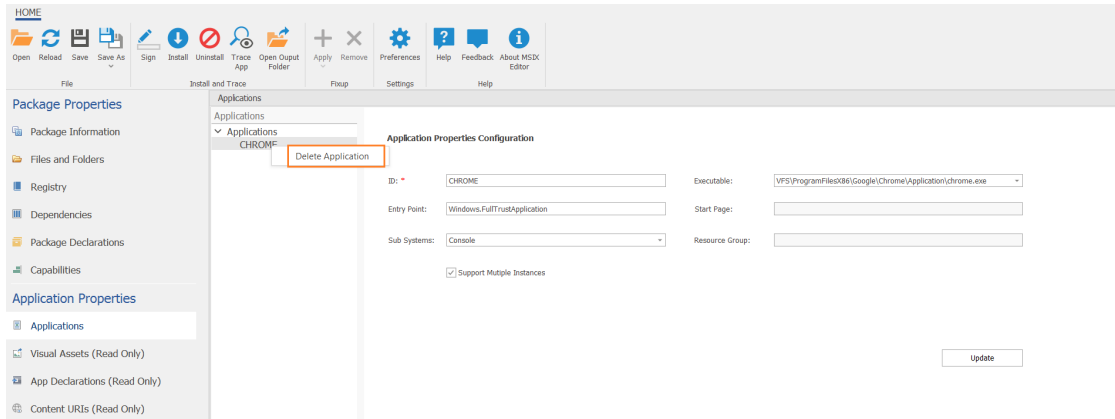 HOME
Open Reload Save Save As Sign Install Uninstall Trace App Open Ouput Folder Apply Remove Preferences Help Feedback About MSIX Editor
File Install and Trace Fixup Settings Help
Package Properties
Package Information
Files and Folders
Registry
Dependencies
Package Declarations
Capabilities
Application Properties
Applications
Visual Assets (Read Only)
App Declarations (Read Only)
Content URIs (Read Only)
Applications
Applications
Applications
CHROME
Delete Application
Application Properties Configuration
ID: * CHROME Executable: VFS\ProgramFilesX86\Google\Chrome\Application\chrome.exe
Entry Point: Windows.FullTrustApplication Start Page:
Sub Systems: Console Resource Group:
Support Mutiple Instances
Update